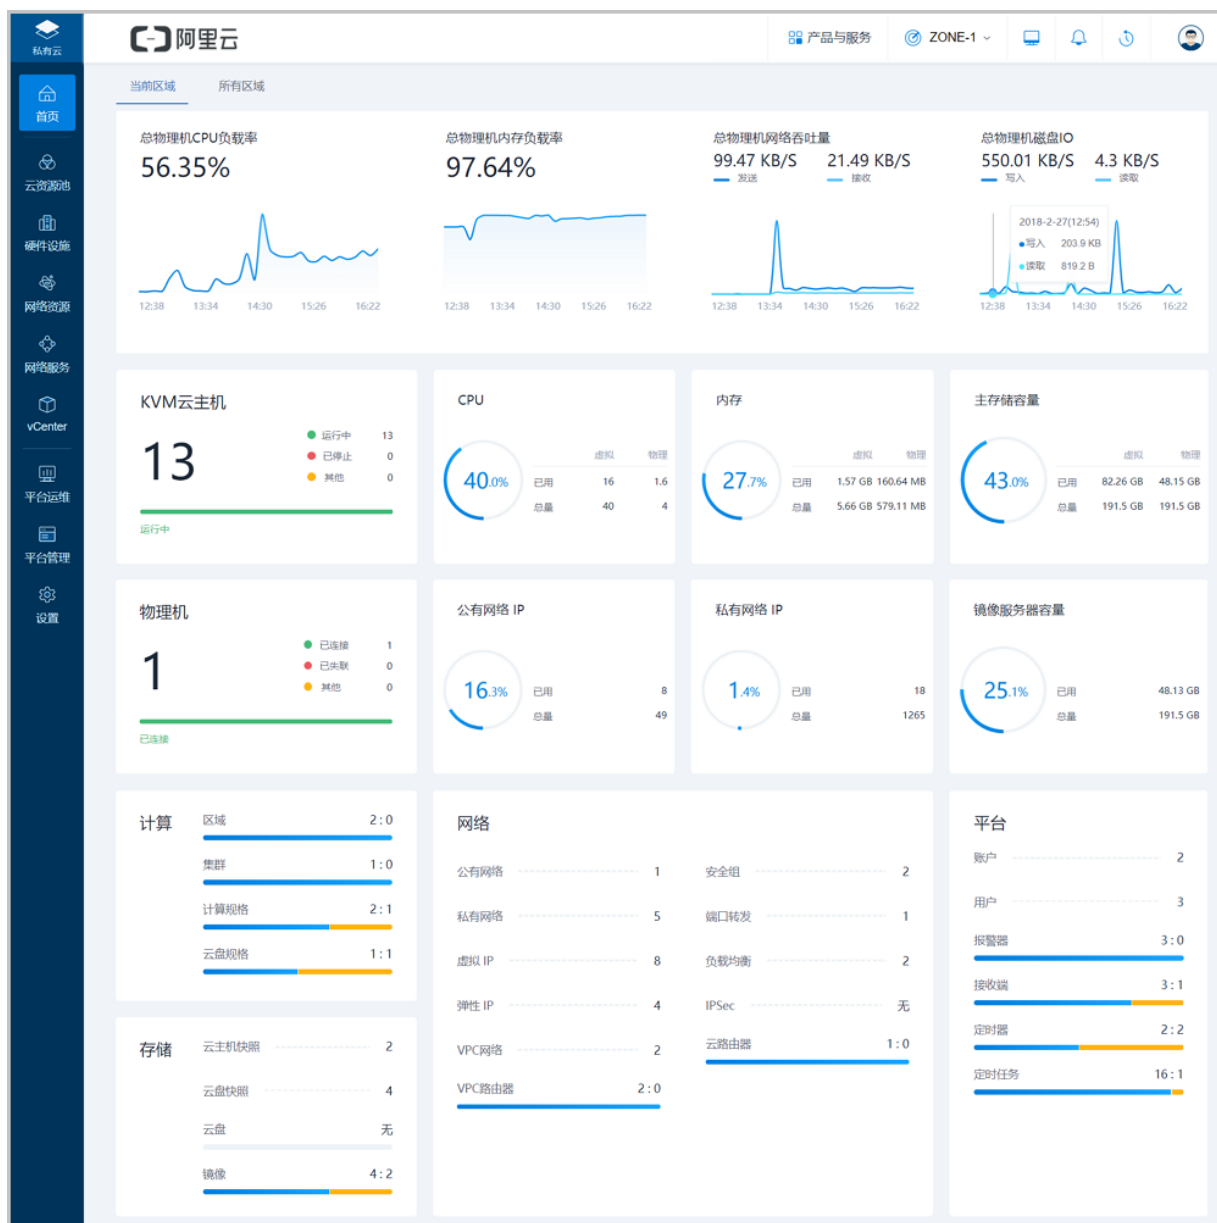 私有云
阿里云
产品与服务
ZONE-1
首页
云资源池
硬件设施
网络资源
网络服务
vCenter
平台运维
平台管理
设置
当前区域 所有区域
总物理机CPU负载率
56.35%
12:38 13:34 14:30 15:26 16:22
总物理机内存负载率
97.64%
12:38 13:34 14:30 15:26 16:22
总物理机网络吞吐量
99.47 KB/S 21.49 KB/S
发送 接收
12:38 13:34 14:30 15:26 16:22
总物理机磁盘IO
550.01 KB/S 4.3 KB/S
写入 读取
2018-2-27(12:54)
写入 203.9 KB
读取 819.2 B
12:38 13:34 14:30 15:26 16:22
KVM云主机
13
运行中 13
已停止 0
其他 0
运行中
CPU
40.0%
虚拟 物理
已用 16 1.6
总量 40 4
内存
27.7%
虚拟 物理
已用 1.57 GB 160.64 MB
总量 5.66 GB 579.11 MB
主存储容量
43.0%
虚拟 物理
已用 82.26 GB 48.15 GB
总量 191.5 GB 191.5 GB
物理机
1
已连接 1
已失联 0
其他 0
已连接
公有网络 IP
16.3%
已用 8
总量 49
私有网络 IP
1.4%
已用 18
总量 1265
镜像服务器容量
25.1%
已用 48.13 GB
总量 191.5 GB
计算
区域 2 : 0
集群 1 : 0
计算规格 2 : 1
云盘规格 1 : 1
存储
云主机快照 2
云盘快照 4
云盘 无
镜像 4 : 2
网络
公有网络 1
私有网络 5
虚拟 IP 8
弹性 IP 4
VPC网络 2
VPC路由器 2 : 0
安全组 2
端口转发 1
负载均衡 2
IPSec 无
云路由器 1 : 0
平台
账户 2
用户 3
报警器 3 : 0
接收端 3 : 1
定时器 2 : 2
定时任务 16 : 1